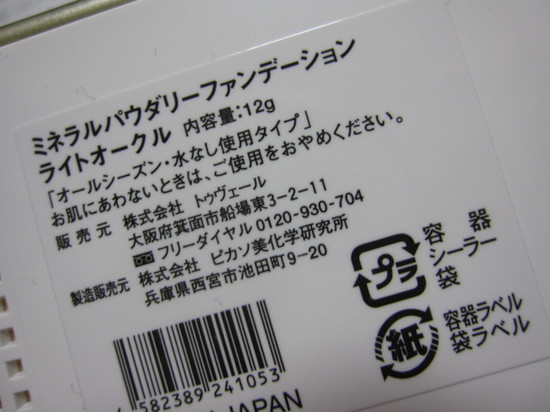 ミネラルパウダリーファンデーション
ライトオークル 内容量:12g
「オールシーズン・水なし使用タイプ」
お肌にあわないときは、ご使用をおやめください。
販売元 株式会社 トゥヴェール
大阪府箕面市船場東3-2-11
フリーダイヤル0120-930-704
製造販売元 株式会社 ピカソ美化学研究所
兵庫県西宮市池田町9-20
プラ
容器
シーラー
袋
紙
容器ラベル
袋ラベル
4 582389 241053
JAPAN